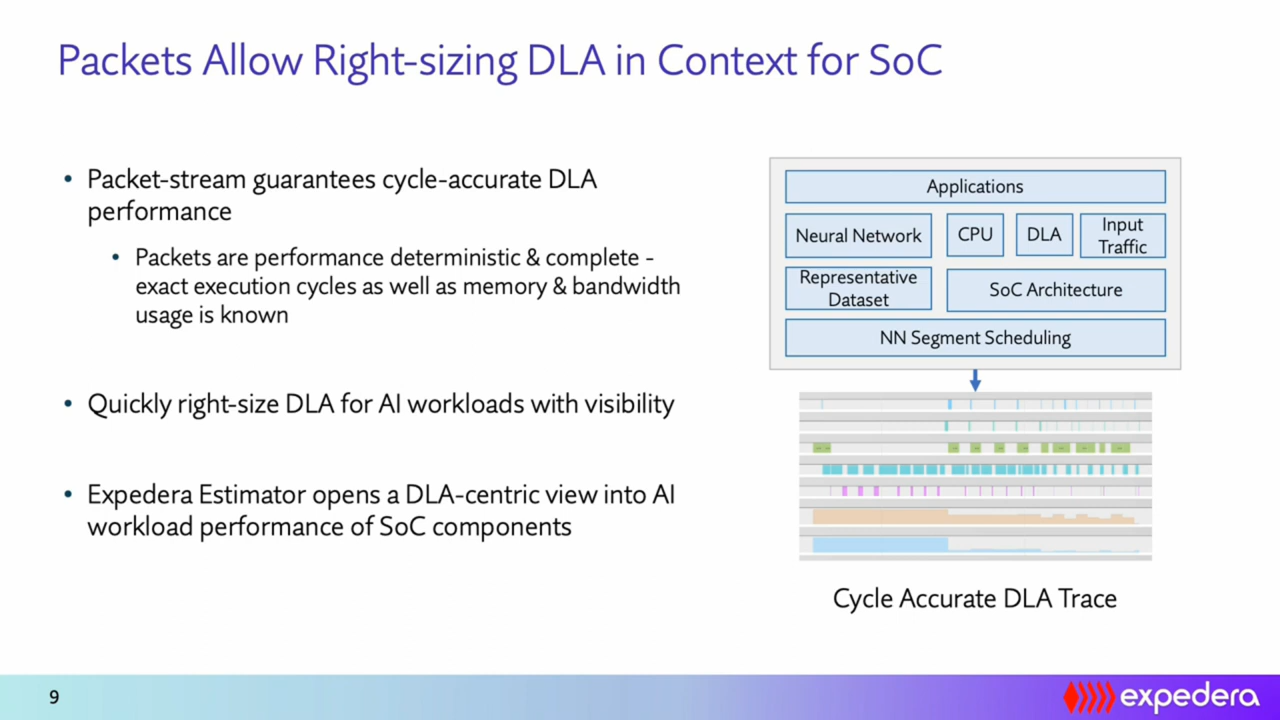 Packets Allow Right-sizing DLA in Context for SoC
• Packet-stream guarantees cycle-accurate DLA
performance
• Packets are performance deterministic & complete -
exact execution cycles as well as memory & bandwidth
usage is known
• Quickly right-size DLA for AI workloads with visibility
• Expedera Estimator opens a DLA-centric view into AI
workload performance of SoC components
Applications
Neural Network
CPU
DLA
Input
Traffic
Representative
Dataset
SoC Architecture
NN Segment Scheduling
Cycle Accurate DLA Trace
9
expedera